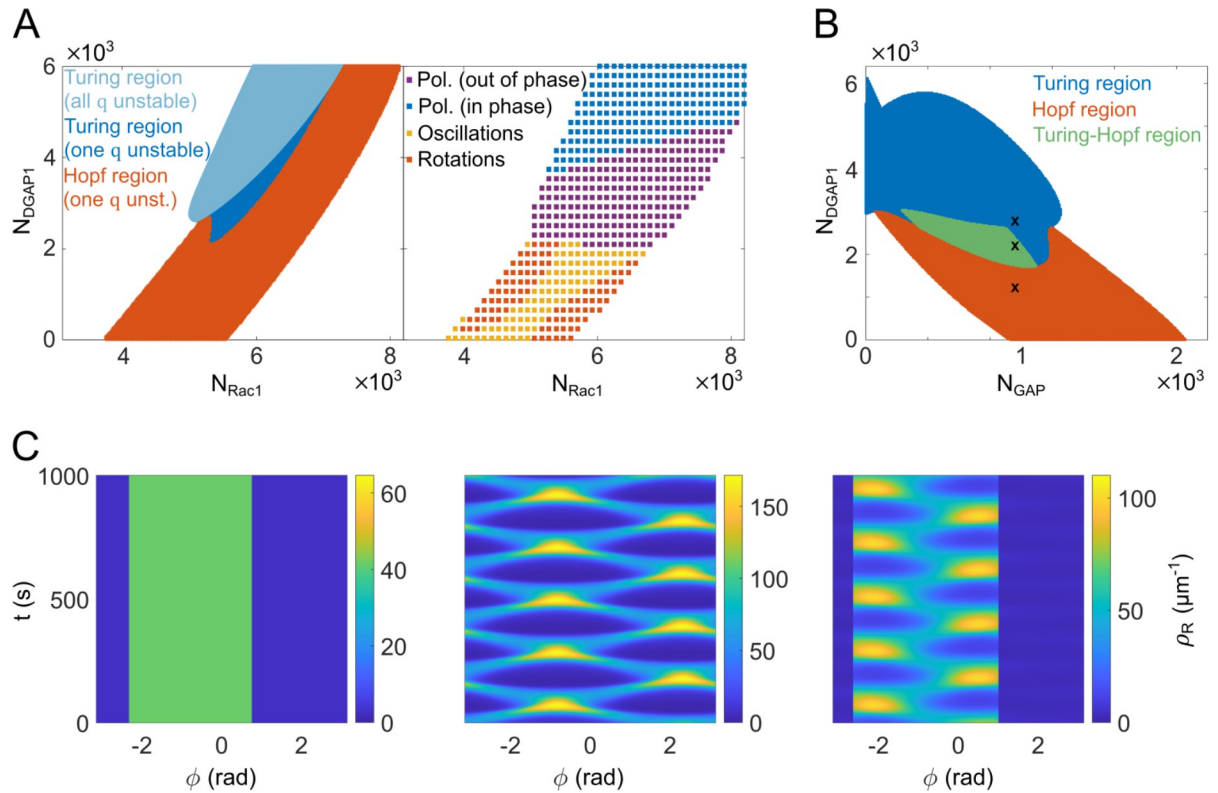 A
B
×10³
6
4
2
0
N_DGAP1
Turing region
(all q unstable)
Turing region
(one q unstable)
Hopf region
(one q unst.)
4
6
8
N_Rac1
×10³
Pol. (out of phase)
Pol. (in phase)
Oscillations
Rotations
4
6
8
N_Rac1
×10³
×10³
6
4
2
0
N_DGAP1
Turing region
Hopf region
Turing-Hopf region
x
x
x
0
1
2
N_GAP
×10³
C
1000
500
0
t (s)
-2
0
2
ϕ (rad)
60
40
20
0
-2
0
2
ϕ (rad)
150
100
50
0
-2
0
2
ϕ (rad)
100
50
0
ρ_R (µm⁻¹)